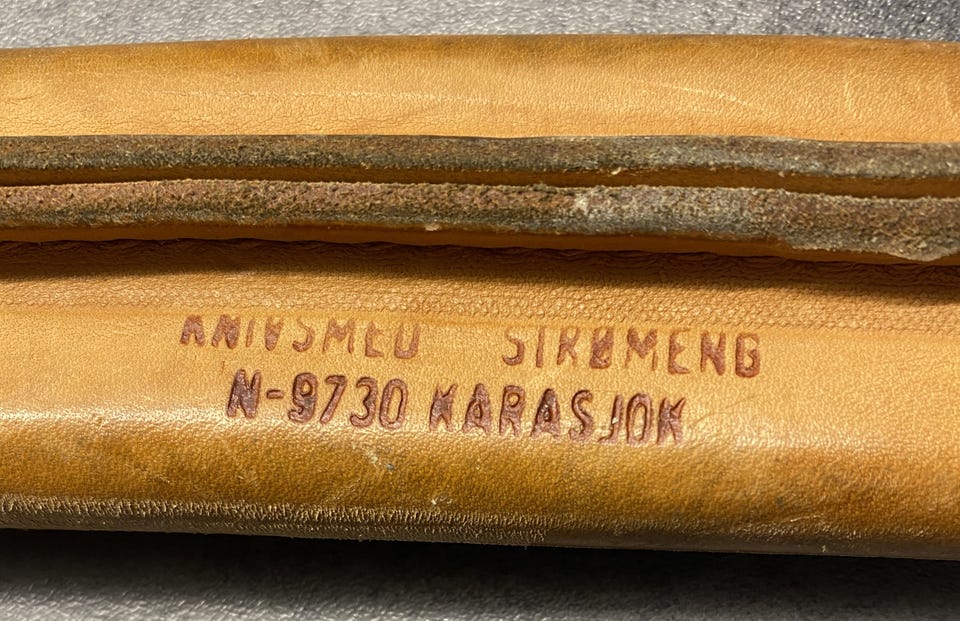 KNIVSMED STRØMENG
N-9730 KARASJOK